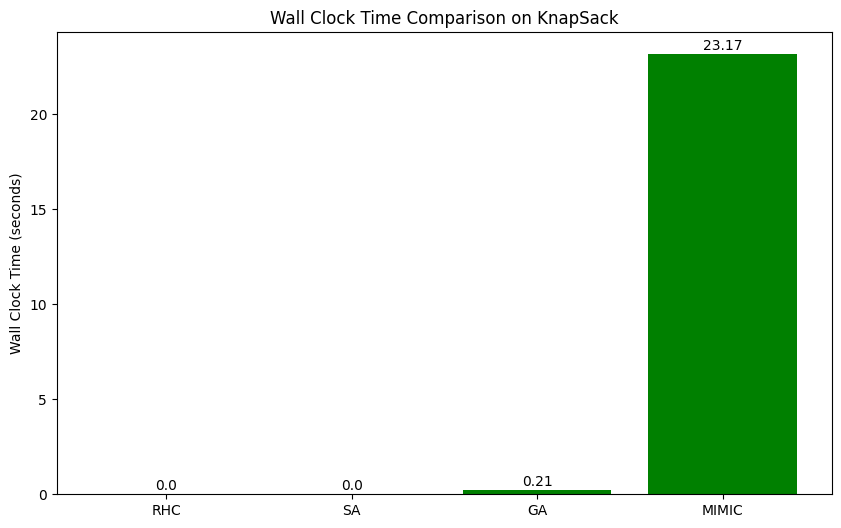 Wall Clock Time Comparison on KnapSack
23.17
20
15
10
5
0
Wall Clock Time (seconds)
0.0
0.0
0.21
RHC
SA
GA
MIMIC